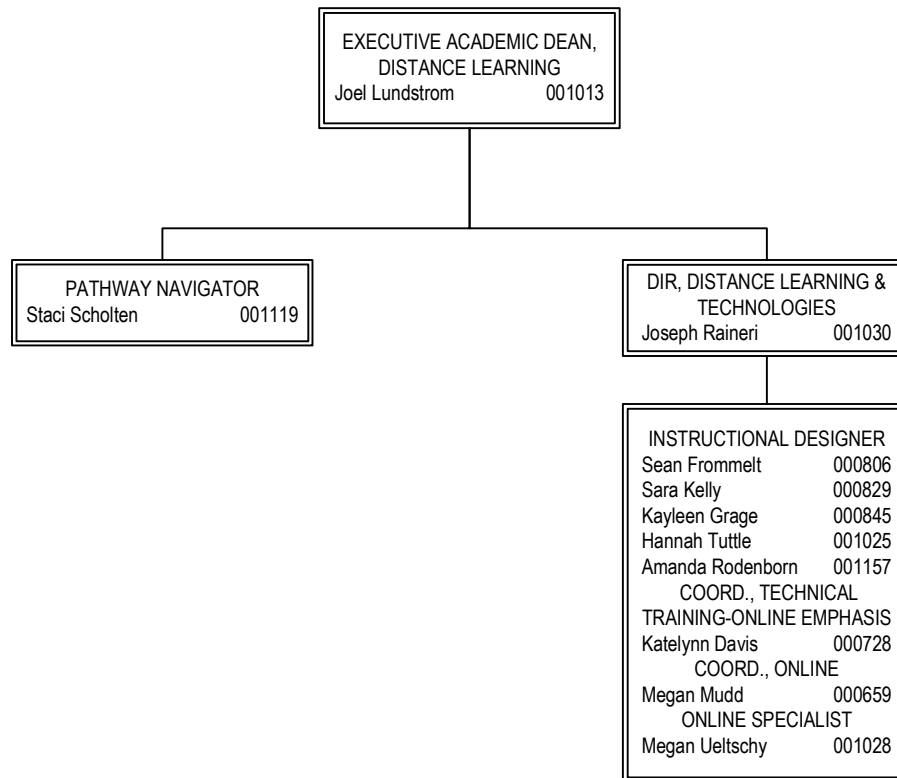 EXECUTIVE ACADEMIC DEAN,
DISTANCE LEARNING
Joel Lundstrom 001013
PATHWAY NAVIGATOR
Staci Scholten 001119
DIR, DISTANCE LEARNING &
TECHNOLOGIES
Joseph Raineri 001030
INSTRUCTIONAL DESIGNER
Sean Frommelt 000806
Sara Kelly 000829
Kayleen Grage 000845
Hannah Tuttle 001025
Amanda Rodenborn 001157
COORD., TECHNICAL
TRAINING-ONLINE EMPHASIS
Katelynn Davis 000728
COORD., ONLINE
Megan Mudd 000659
ONLINE SPECIALIST
Megan Ueltschy 001028